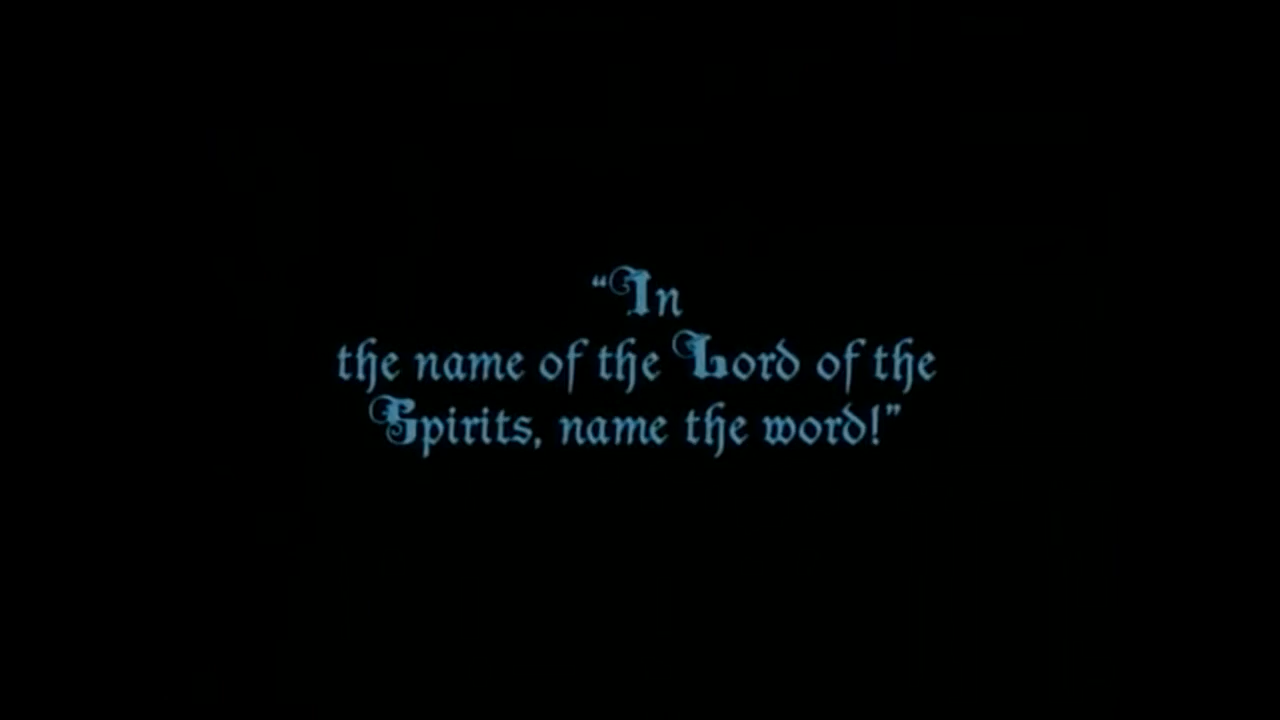 “In
the name of the Lord of the
Spirits, name the word!”